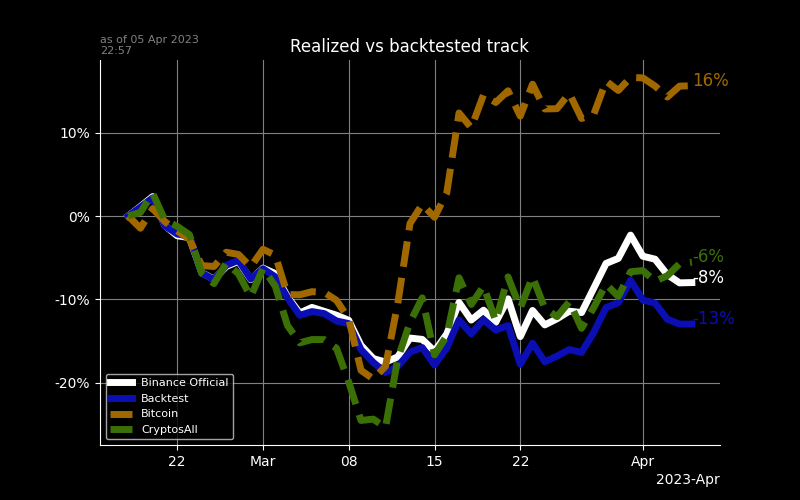 as of 05 Apr 2023
22:57
Realized vs backtested track
16%
10%
0%
-6%
-8%
-10%
-13%
-20%
Binance Official
Backtest
Bitcoin
CryptosAll
22 Mar 08 15 22 Apr
2023-Apr